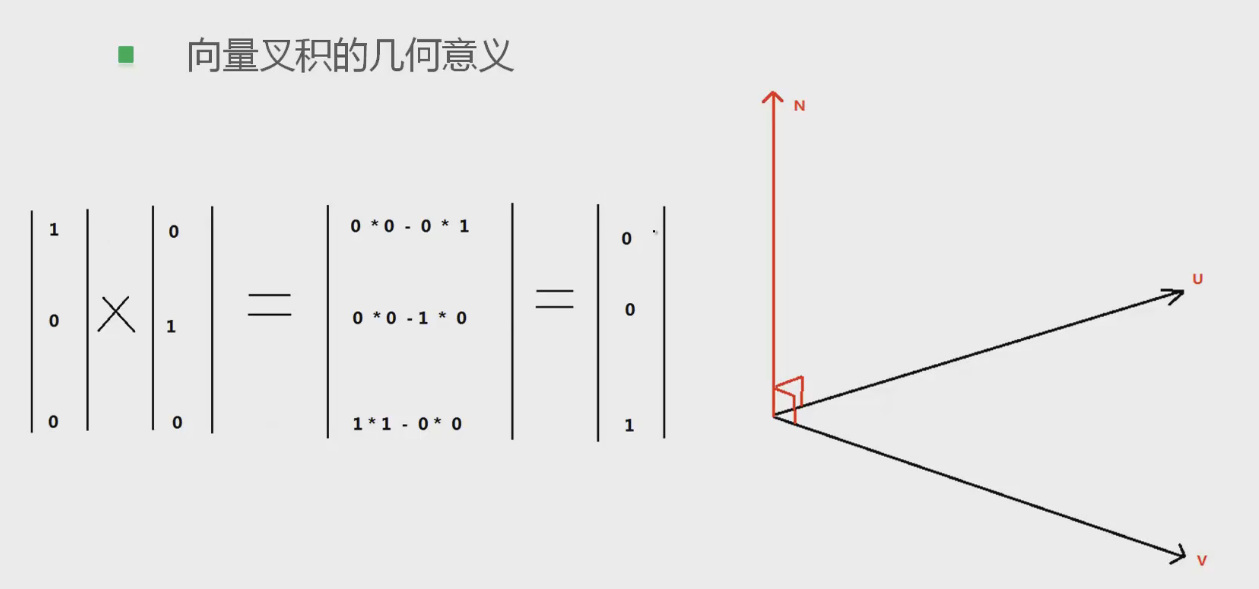 向量叉积的几何意义
N
1 0 0*0-0*1 0
0 × 1 = 0*0-1*0 = 0
0 0 1*1-0*0 1
U
V